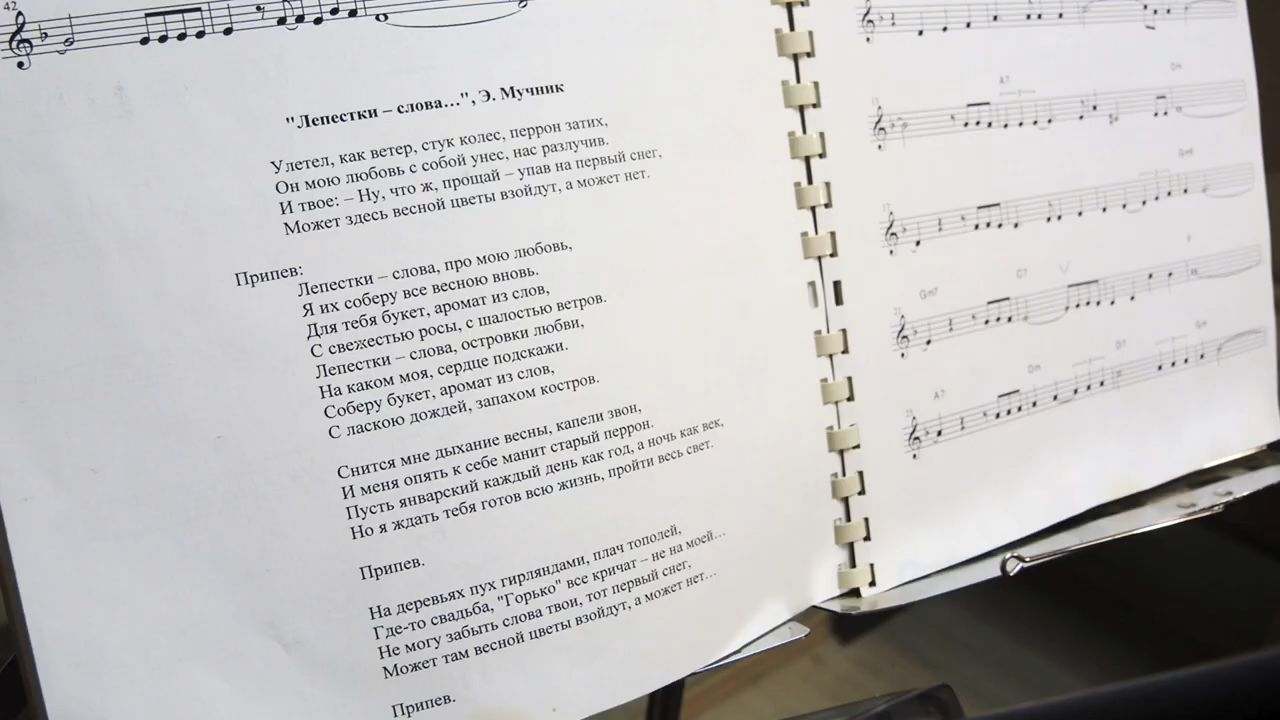 42
"Лепестки – слова…", Э. Мучник
Улетел, как ветер, стук колес, перрон затих,
Он мою любовь с собой унес, нас разлучив.
И твое: – Ну, что ж, прощай – упав на первый снег,
Может здесь весной цветы взойдут, а может нет.
Припев:
Лепестки – слова, про мою любовь,
Я их соберу все весною вновь.
Для тебя букет, аромат из слов,
С свежестью росы, с шалостью ветров.
Лепестки – слова, островки любви,
На каком моя, сердце подскажи.
Соберу букет, аромат из слов,
С ласкою дождей, запахом костров.
Снится мне дыхание весны, капели звон,
И меня опять к себе манит старый перрон.
Пусть январский каждый день как год, а ночь как век,
Но я ждать тебя готов всю жизнь, пройти весь свет.
Припев.
На деревьях пух гирляндами, плач тополей,
Где-то свадьба, "Горько" все кричат – не на моей…
Не могу забыть слова твои, тот первый снег,
Может там весной цветы взойдут, а может нет…
Припев.
A7 Dm
Gm7 C7 F
A7 Dm D7